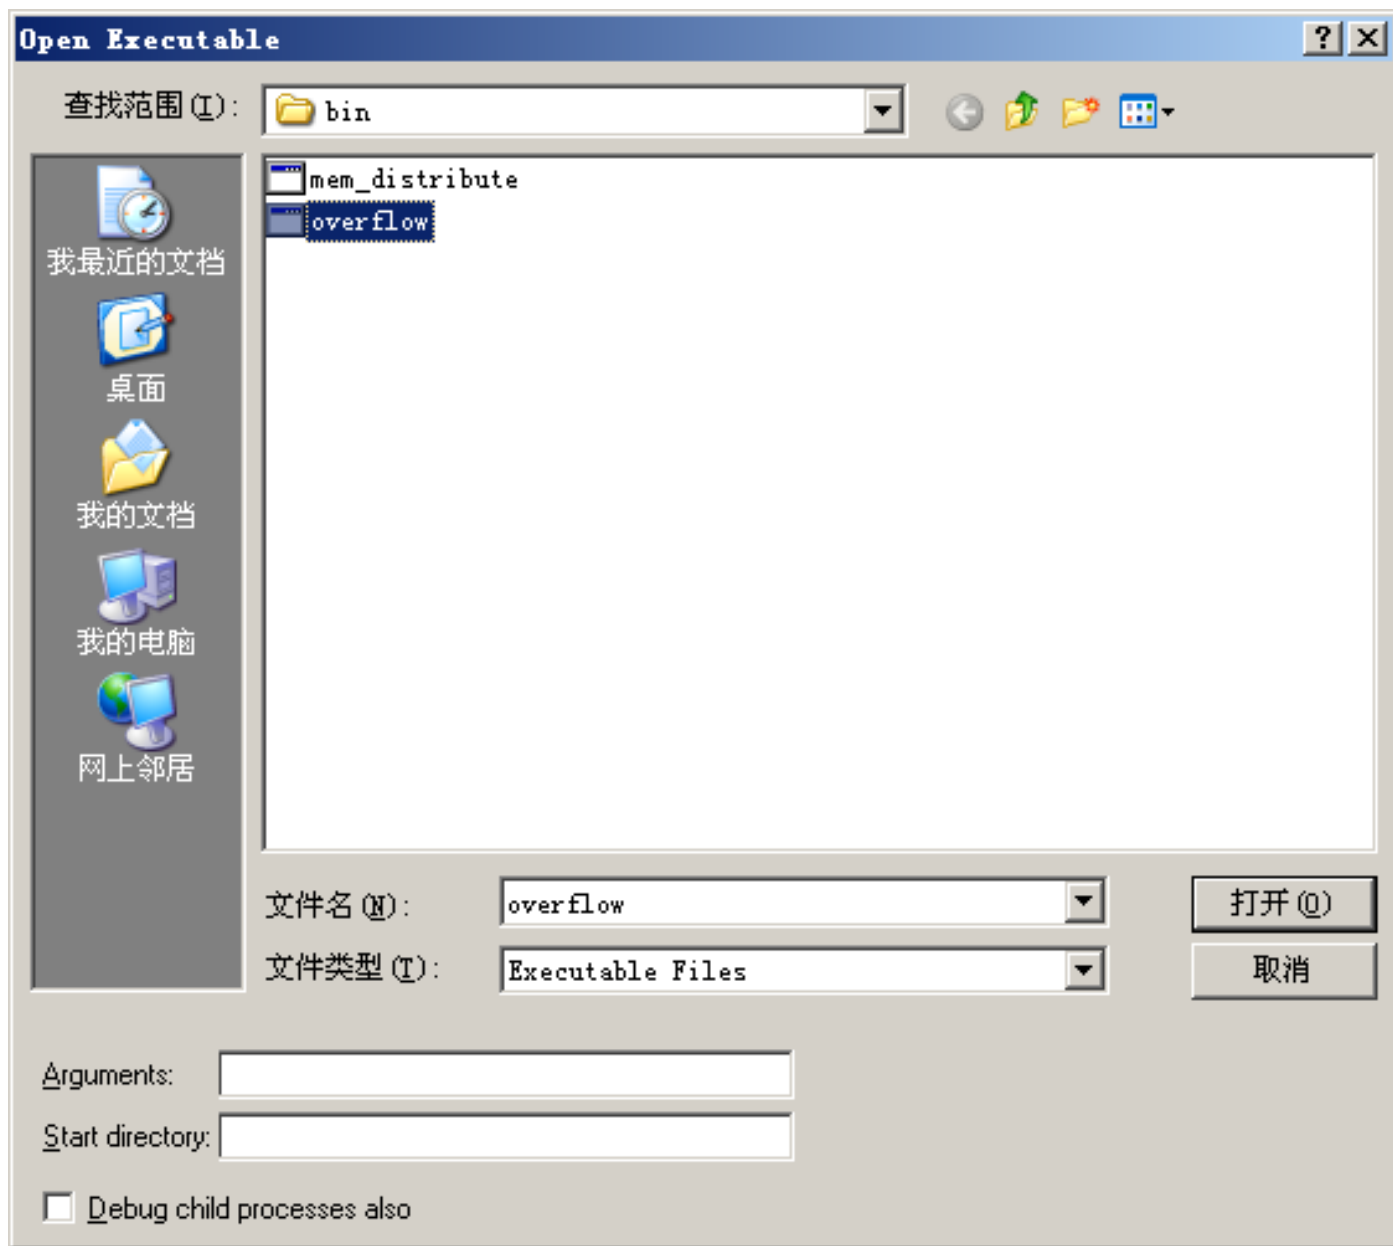 Open Executable
查找范围(I):
bin
mem_distribute
overflow
我最近的文档
桌面
我的文档
我的电脑
网上邻居
文件名(N):
overflow
打开(O)
文件类型(T):
Executable Files
取消
Arguments:
Start directory:
Debug child processes also